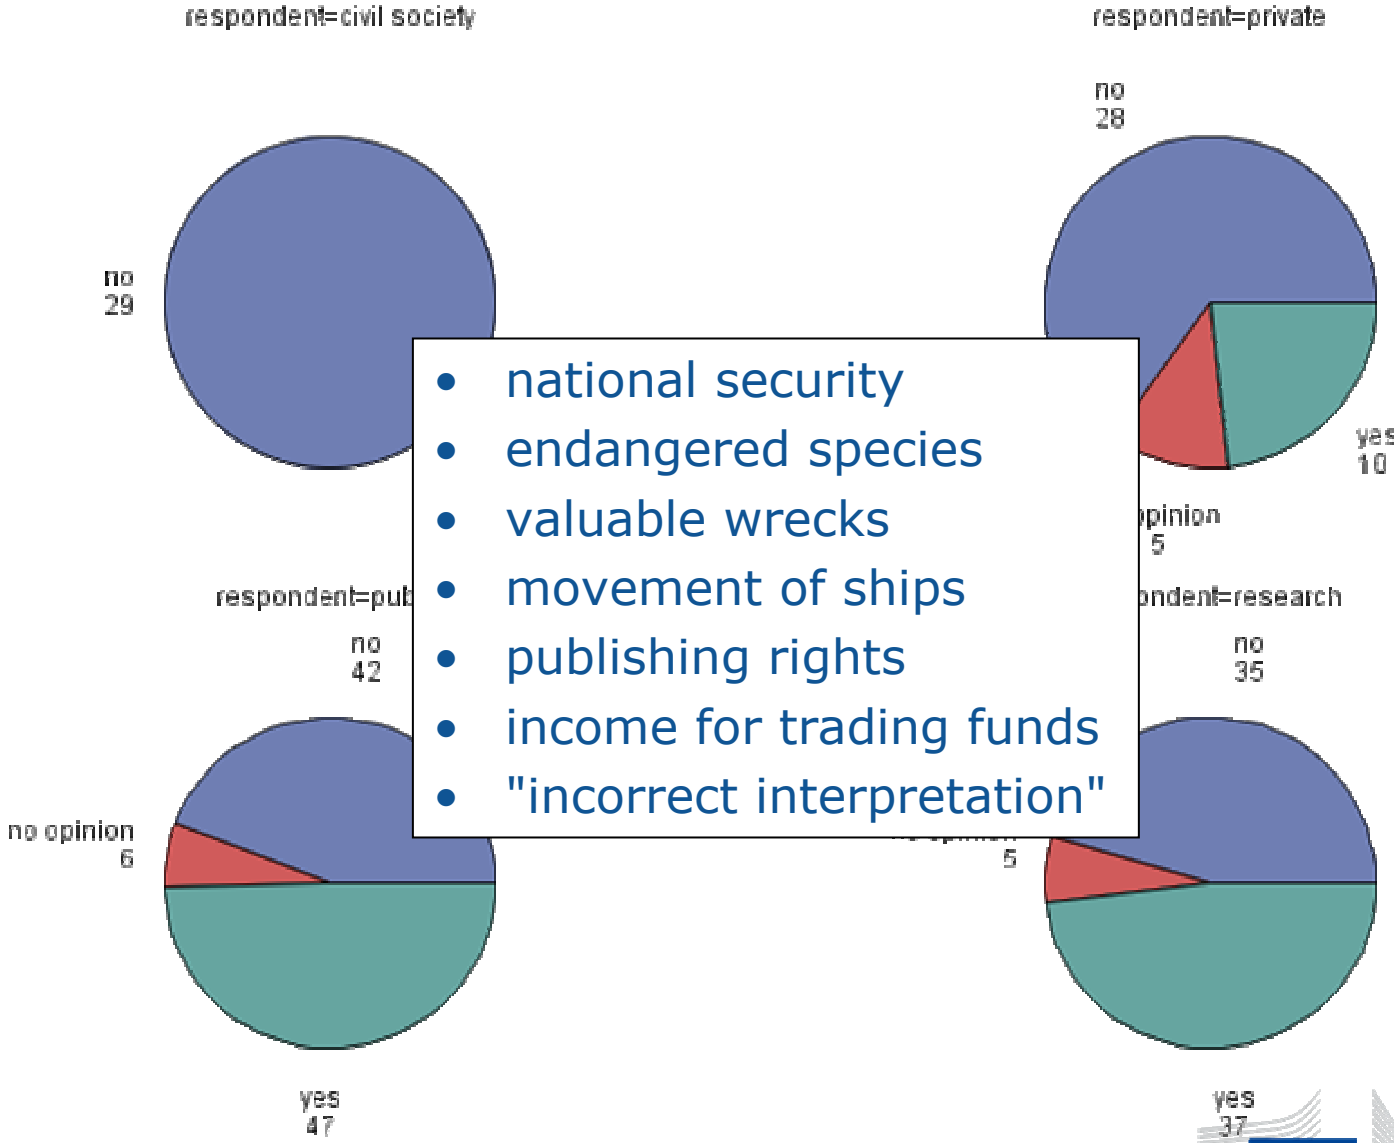 respondent=civil society
respondent=private
no
28
no
29
yes
10
5
• national security
• endangered species
• valuable wrecks
• movement of ships
• publishing rights
• income for trading funds
• "incorrect interpretation"
no
42
no
35
no opinion
6
5
yes
47
yes
37